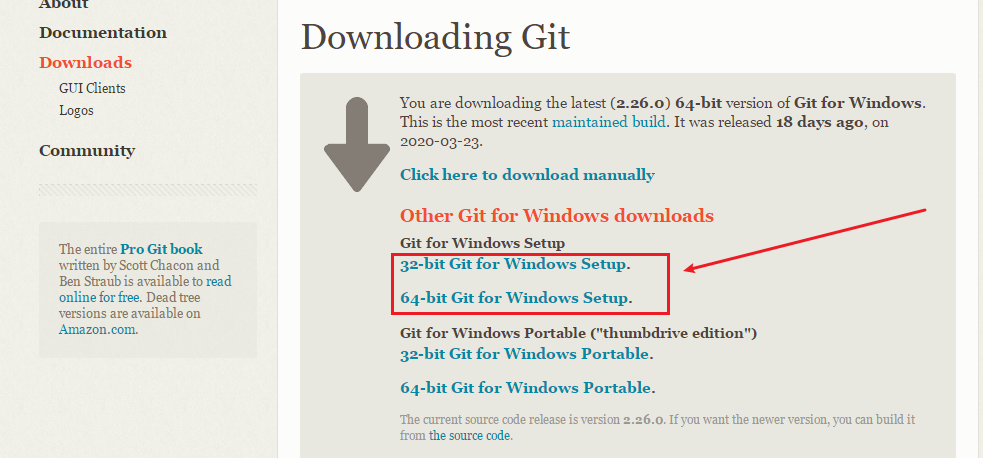 About
Documentation
Downloads
GUI Clients
Logos
Community
The entire Pro Git book
written by Scott Chacon and
Ben Straub is available to read
online for free. Dead tree
versions are available on
Amazon.com.
Downloading Git
You are downloading the latest (2.26.0) 64-bit version of Git for Windows.
This is the most recent maintained build. It was released 18 days ago, on
2020-03-23.
Click here to download manually
Other Git for Windows downloads
Git for Windows Setup
32-bit Git for Windows Setup.
64-bit Git for Windows Setup.
Git for Windows Portable ("thumbdrive edition")
32-bit Git for Windows Portable.
64-bit Git for Windows Portable.
The current source code release is version 2.26.0. If you want the newer version, you can build it
from the source code.